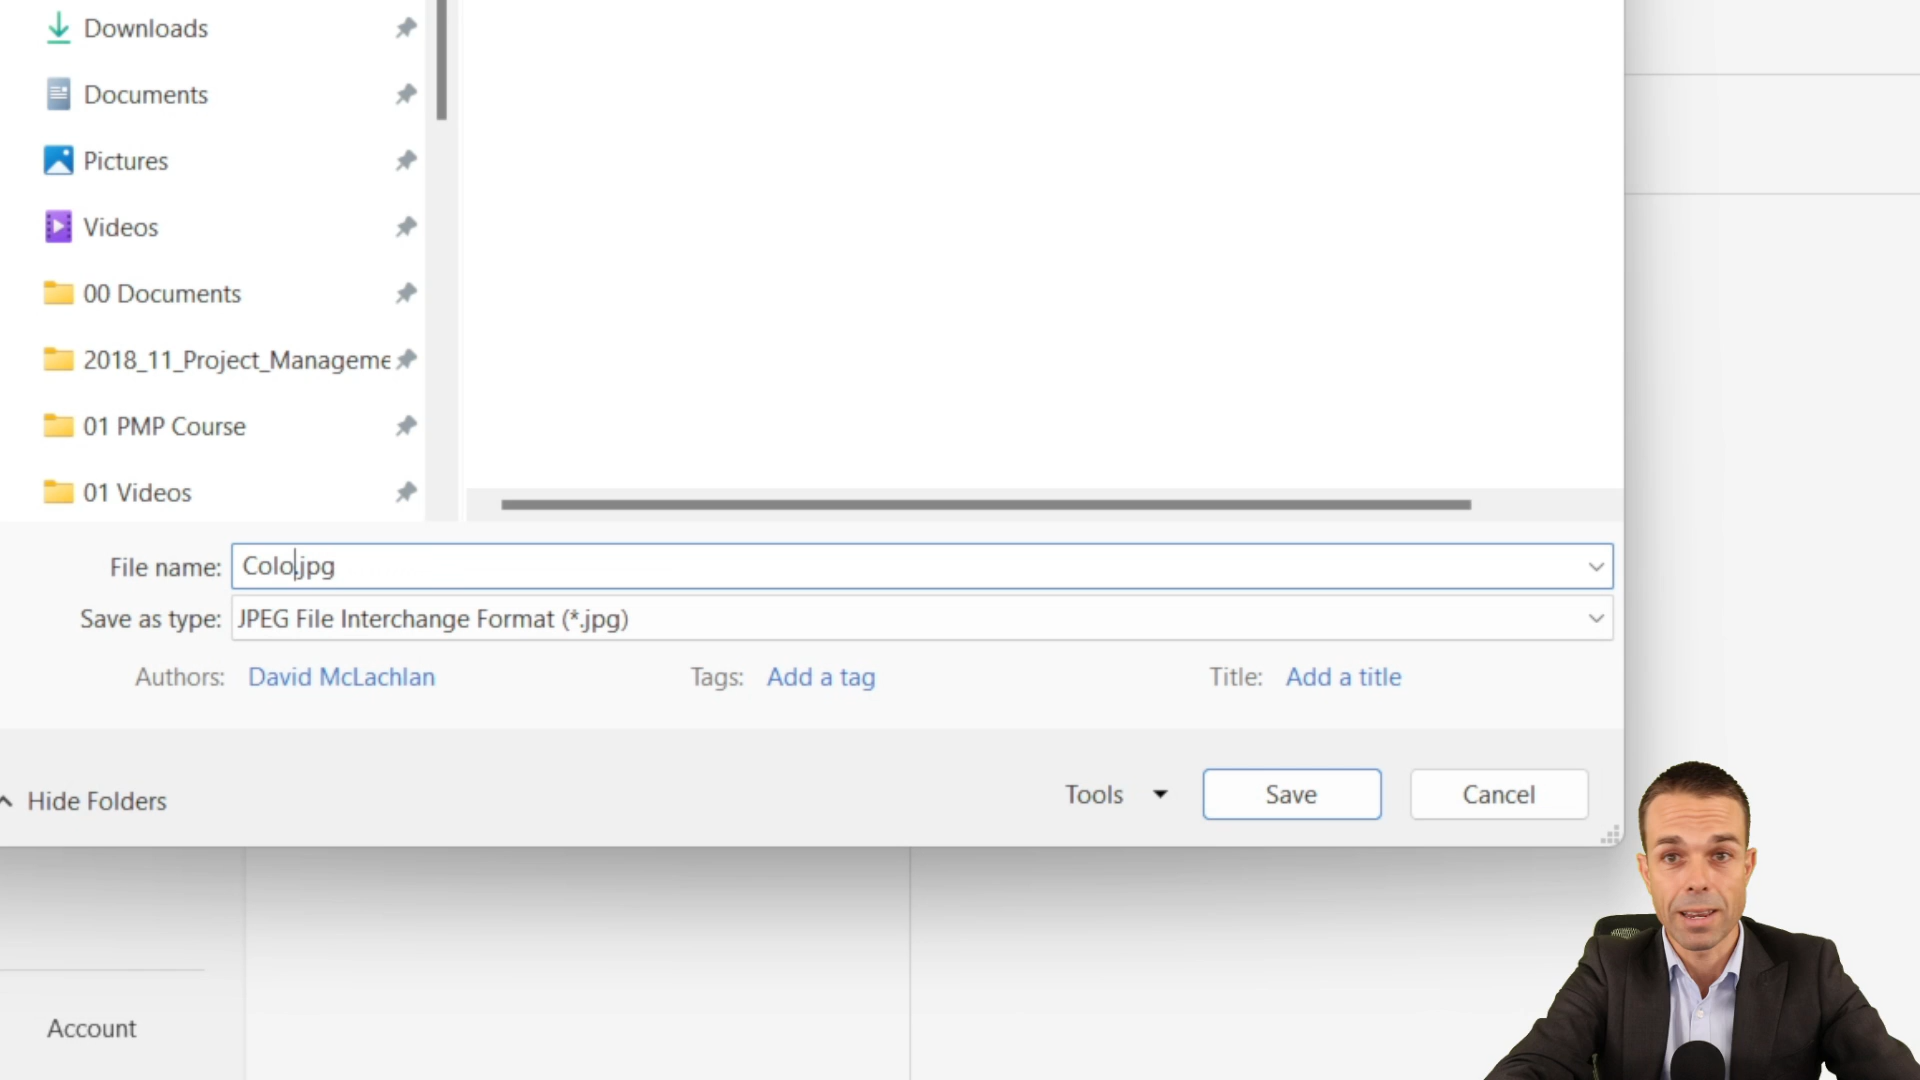 Downloads
Documents
Pictures
Videos
00 Documents
2018_11_Project_Manageme
01 PMP Course
01 Videos
File name: Colo.jpg
Save as type: JPEG File Interchange Format (*.jpg)
Authors: David McLachlan Tags: Add a tag Title: Add a title
Hide Folders Tools Save Cancel
Account